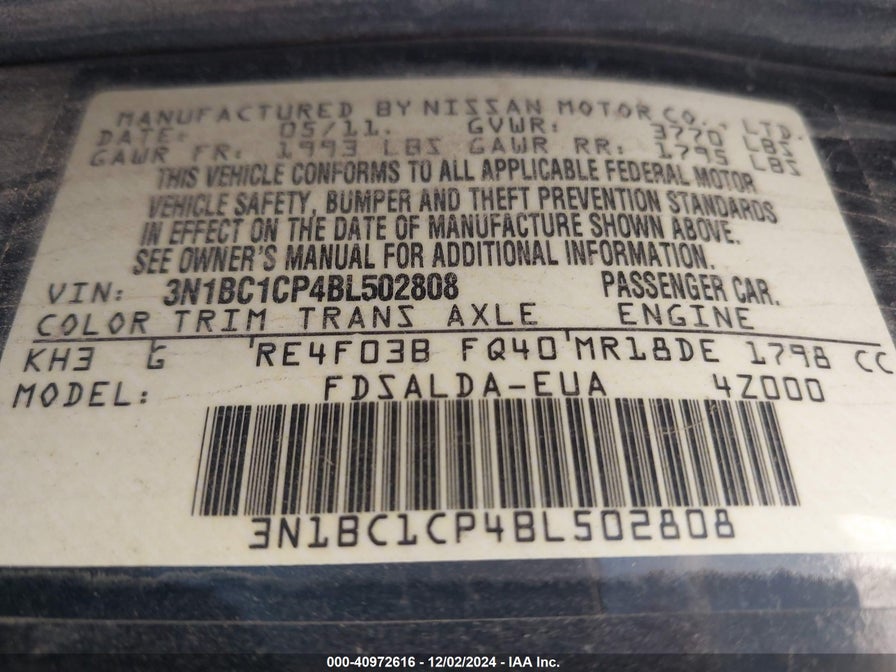 MANUFACTURED BY NISSAN MOTOR CO., LTD.
DATE: 05/11. GVWR: 3770 LBS
GAWR FR: 1993 LBS GAWR RR: 1795 LBS
THIS VEHICLE CONFORMS TO ALL APPLICABLE FEDERAL MOTOR
VEHICLE SAFETY, BUMPER AND THEFT PREVENTION STANDARDS
IN EFFECT ON THE DATE OF MANUFACTURE SHOWN ABOVE.
SEE OWNER'S MANUAL FOR ADDITIONAL INFORMATION.
VIN: 3N1BC1CP4BL502808 PASSENGER CAR.
COLOR TRIM TRANS AXLE ENGINE
KH3 G RE4F03B FQ40 MR18DE 1798 CC
MODEL: FDSALDA-EUA 4Z000
3N1BC1CP4BL502808
000-40972616 - 12/02/2024 - IAA Inc.